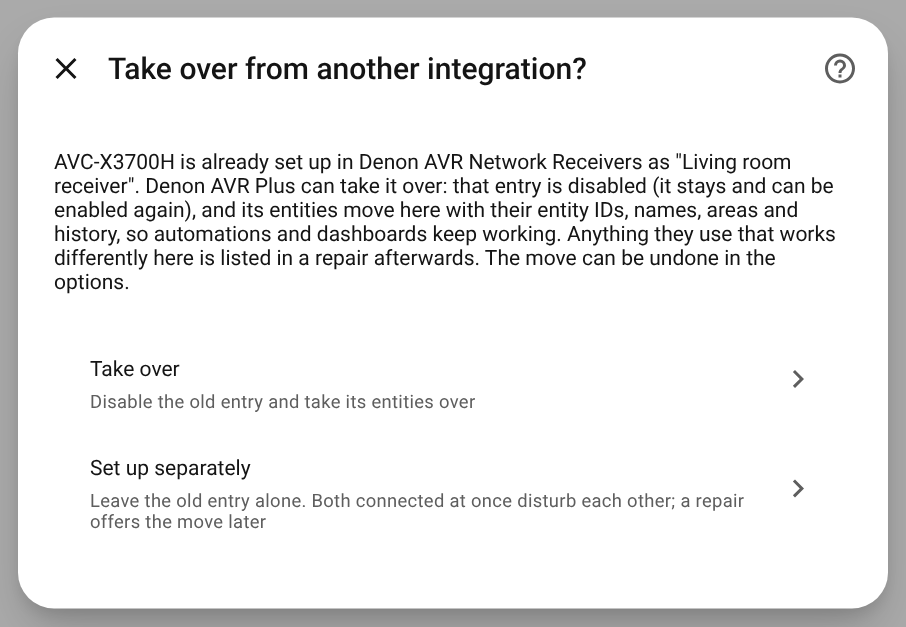 Take over from another integration?
AVC-X3700H is already set up in Denon AVR Network Receivers as "Living room
receiver". Denon AVR Plus can take it over: that entry is disabled (it stays and can be
enabled again), and its entities move here with their entity IDs, names, areas and
history, so automations and dashboards keep working. Anything they use that works
differently here is listed in a repair afterwards. The move can be undone in the
options.
Take over
Disable the old entry and take its entities over
Set up separately
Leave the old entry alone. Both connected at once disturb each other; a repair
offers the move later